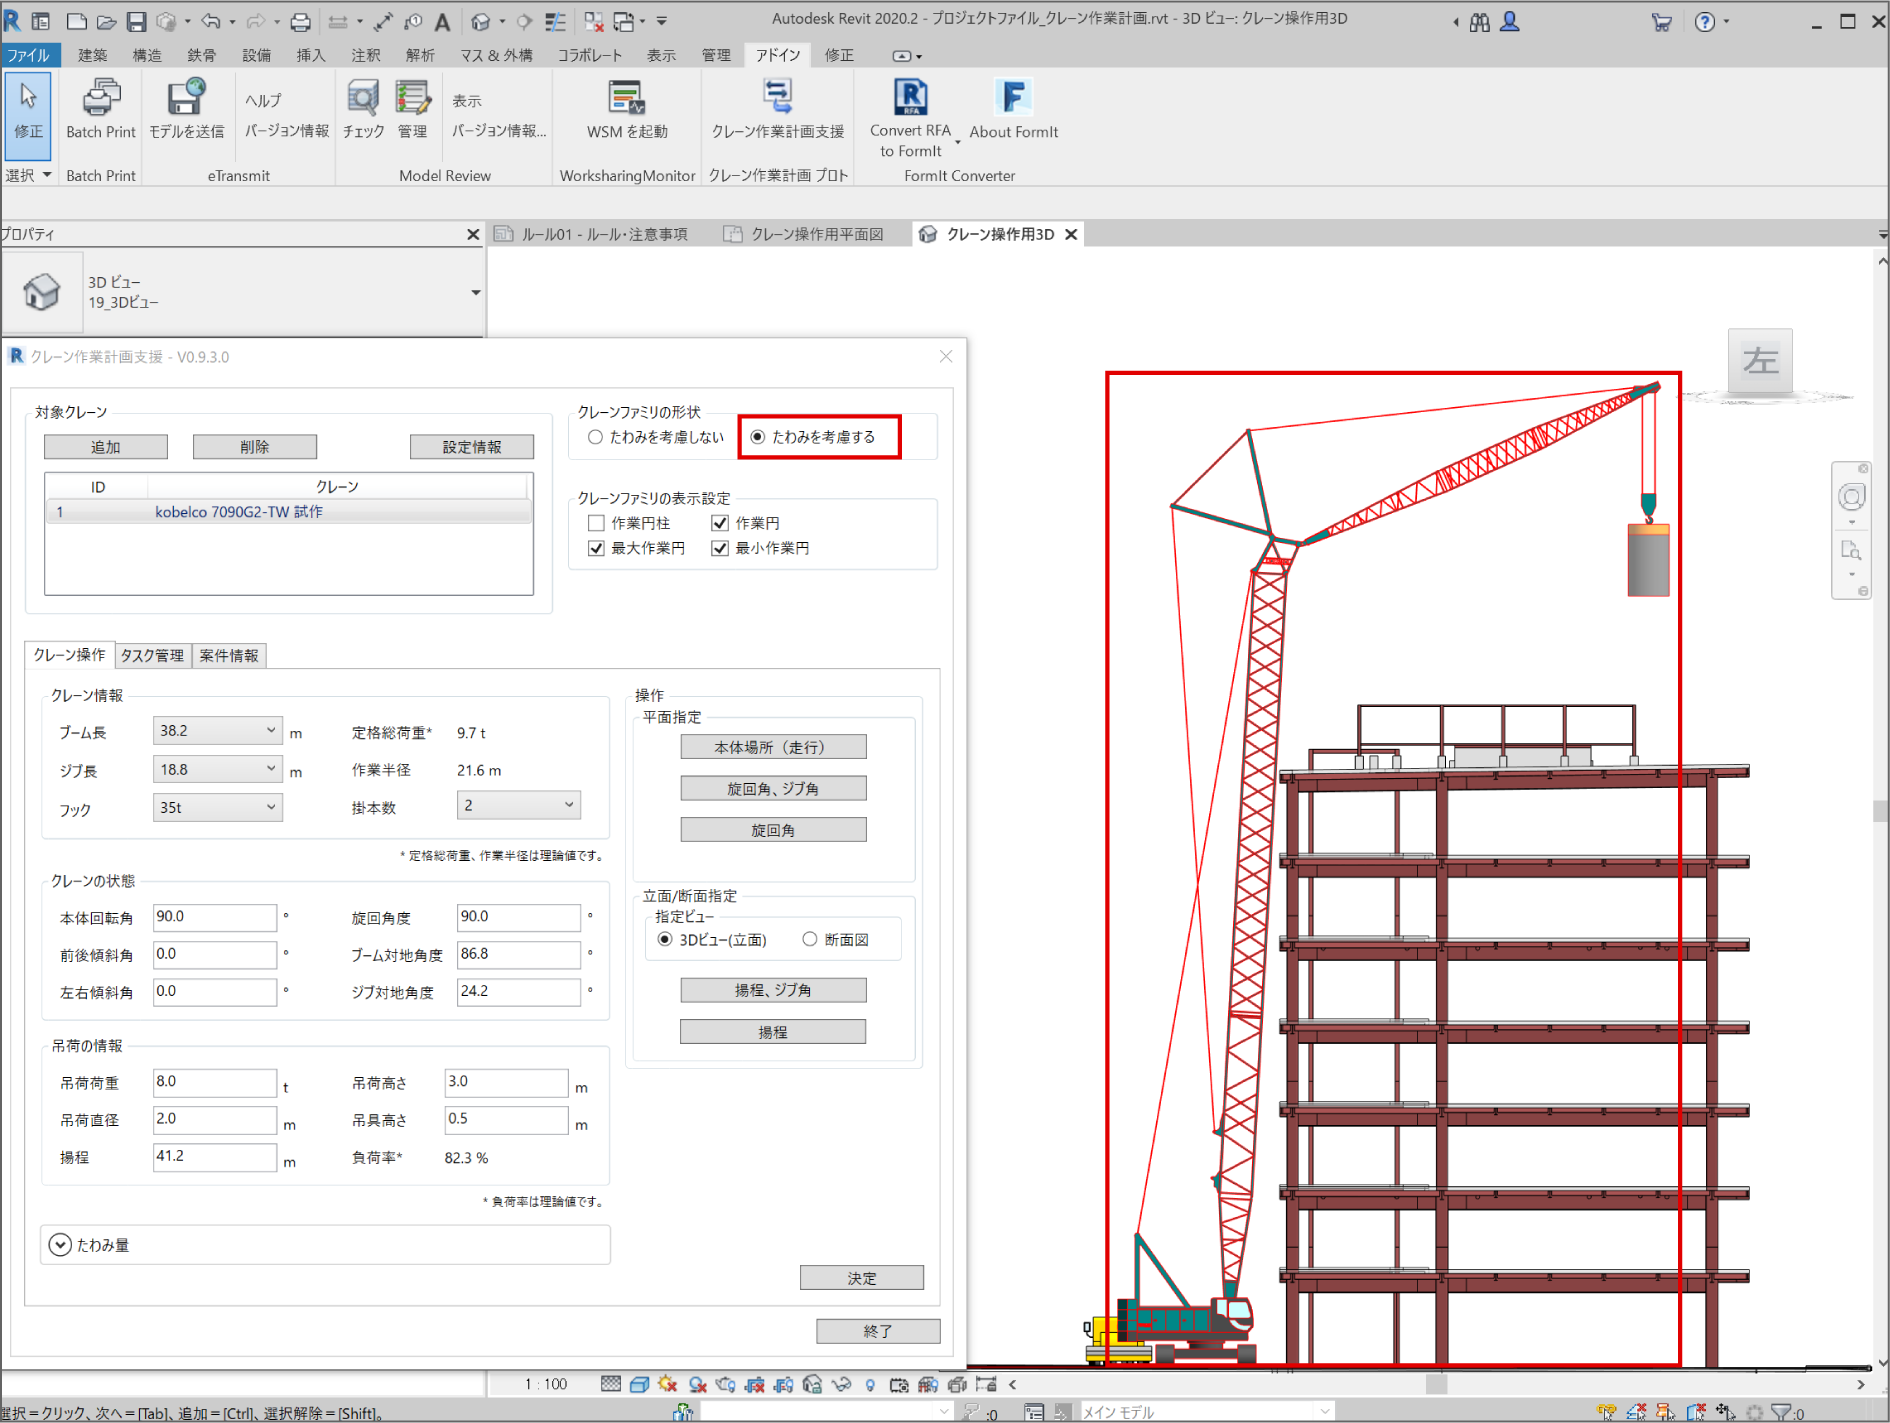 Autodesk Revit 2020.2 - プロジェクトファイル_クレーン作業計画.rvt - 3D ビュー: クレーン操作用3D
ファイル 建築 構造 鉄骨 設備 挿入 注釈 解析 マス & 外構 コラボレート 表示 管理 アドイン 修正
修正
Batch Print
モデルを送信
ヘルプ
バージョン情報
チェック
管理
表示
バージョン情報...
WSM を起動
クレーン作業計画支援
Convert RFA
to FormIt
About FormIt
選択 Batch Print eTransmit Model Review WorksharingMonitor クレーン作業計画 プロト FormIt Converter
プロパティ
ルール01 - ルール・注意事項 クレーン操作用平面図 クレーン操作用3D
3D ビュー
19_3Dビュー
左
クレーン作業計画支援 - V0.9.3.0
対象クレーン
追加 削除 設定情報
ID クレーン
1 kobelco 7090G2-TW 試作
クレーンファミリの形状
たわみを考慮しない たわみを考慮する
クレーンファミリの表示設定
作業円柱 作業円
最大作業円 最小作業円
クレーン操作 タスク管理 案件情報
クレーン情報
ブーム長 38.2 m 定格総荷重* 9.7 t
ジブ長 18.8 m 作業半径 21.6 m
フック 35t 掛本数 2
* 定格総荷重、作業半径は理論値です。
クレーンの状態
本体回転角 90.0 ° 旋回角度 90.0 °
前後傾斜角 0.0 ° ブーム対地角度 86.8 °
左右傾斜角 0.0 ° ジブ対地角度 24.2 °
吊荷の情報
吊荷荷重 8.0 t 吊荷高さ 3.0 m
吊荷直径 2.0 m 吊具高さ 0.5 m
揚程 41.2 m 負荷率* 82.3 %
* 負荷率は理論値です。
たわみ量
操作
平面指定
本体場所（走行）
旋回角、ジブ角
旋回角
立面/断面指定
指定ビュー
3Dビュー(立面) 断面図
揚程、ジブ角
揚程
決定
終了
1 : 100
選択＝クリック、次へ＝[Tab]、追加＝[Ctrl]、選択解除＝[Shift]。
:0
メイン モデル
:0